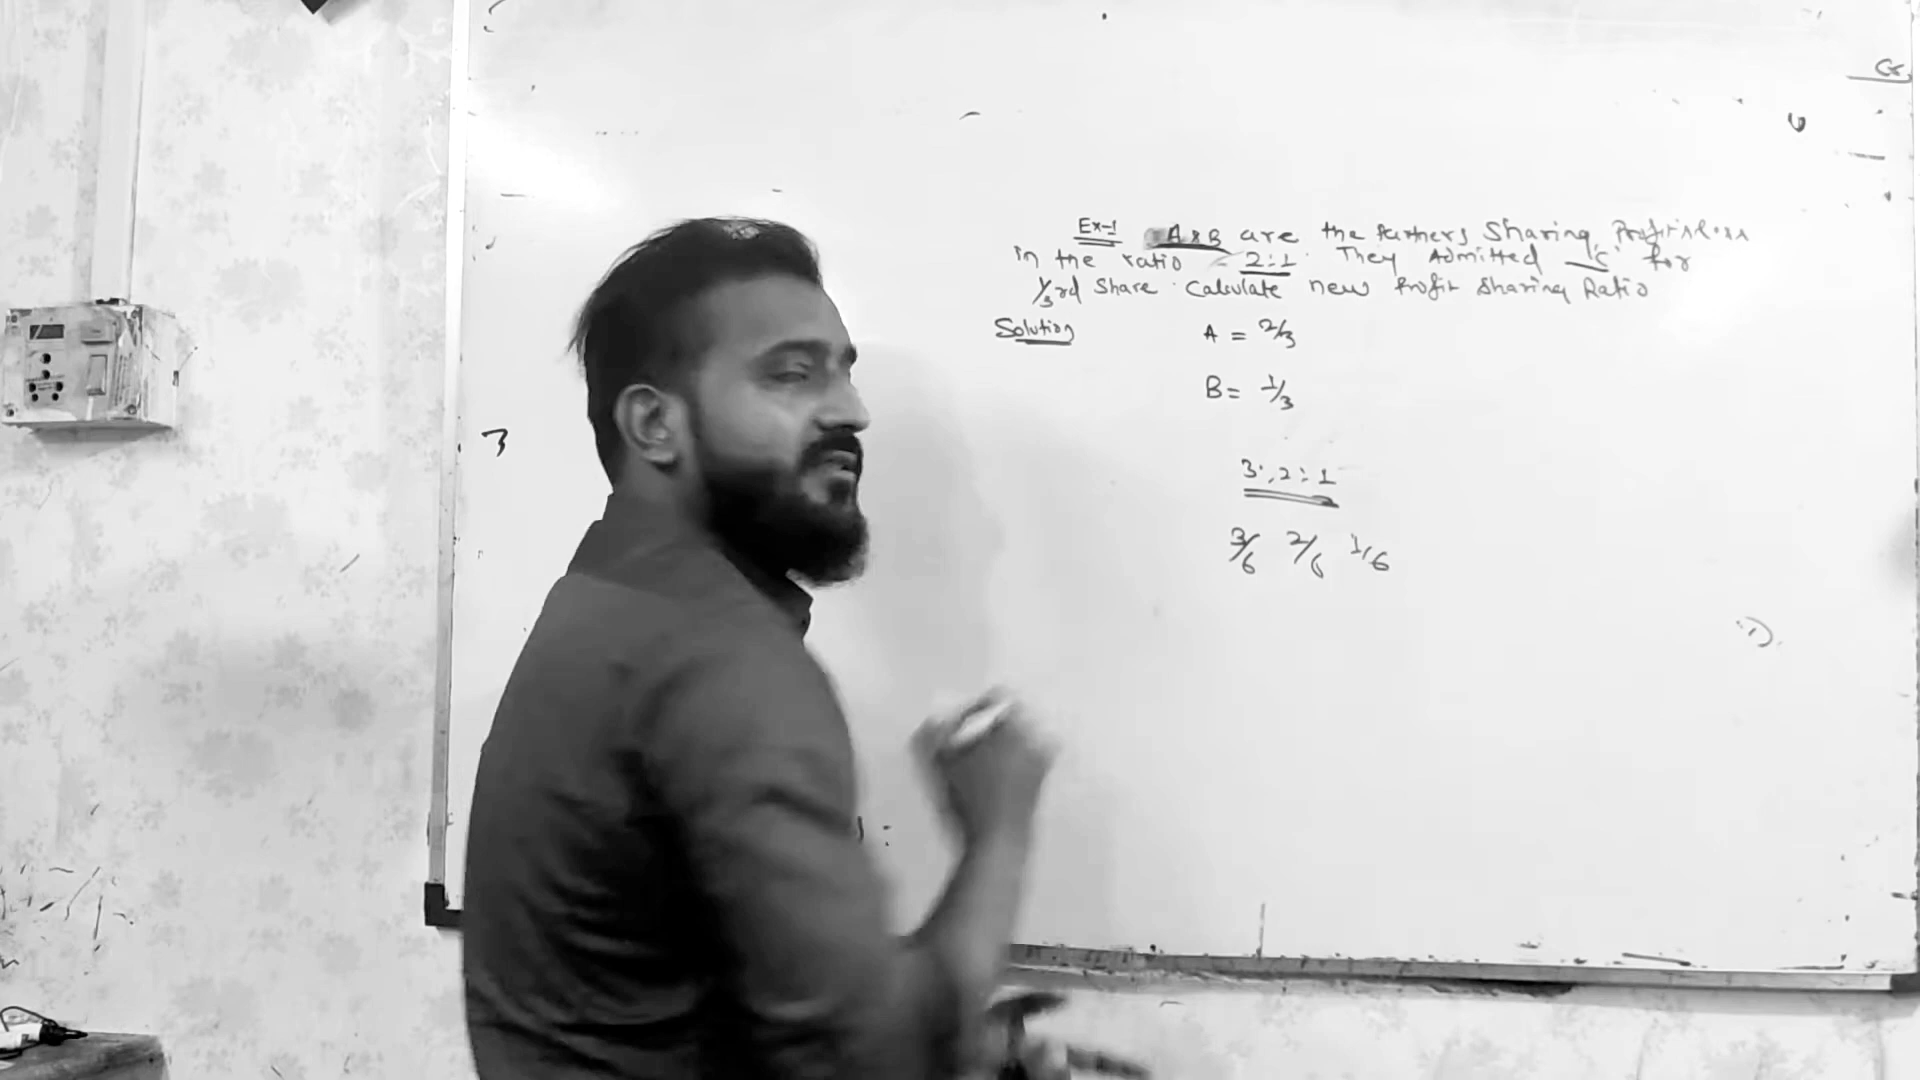 Ex-1 A & B are the Partners Sharing Profit & Loss
in the ratio = 2:1. They Admitted 'C' for
1/3rd Share. Calculate new Profit Sharing Ratio
Solution A = 2/3
B = 1/3
3:2:1
3/6 2/6 1/6